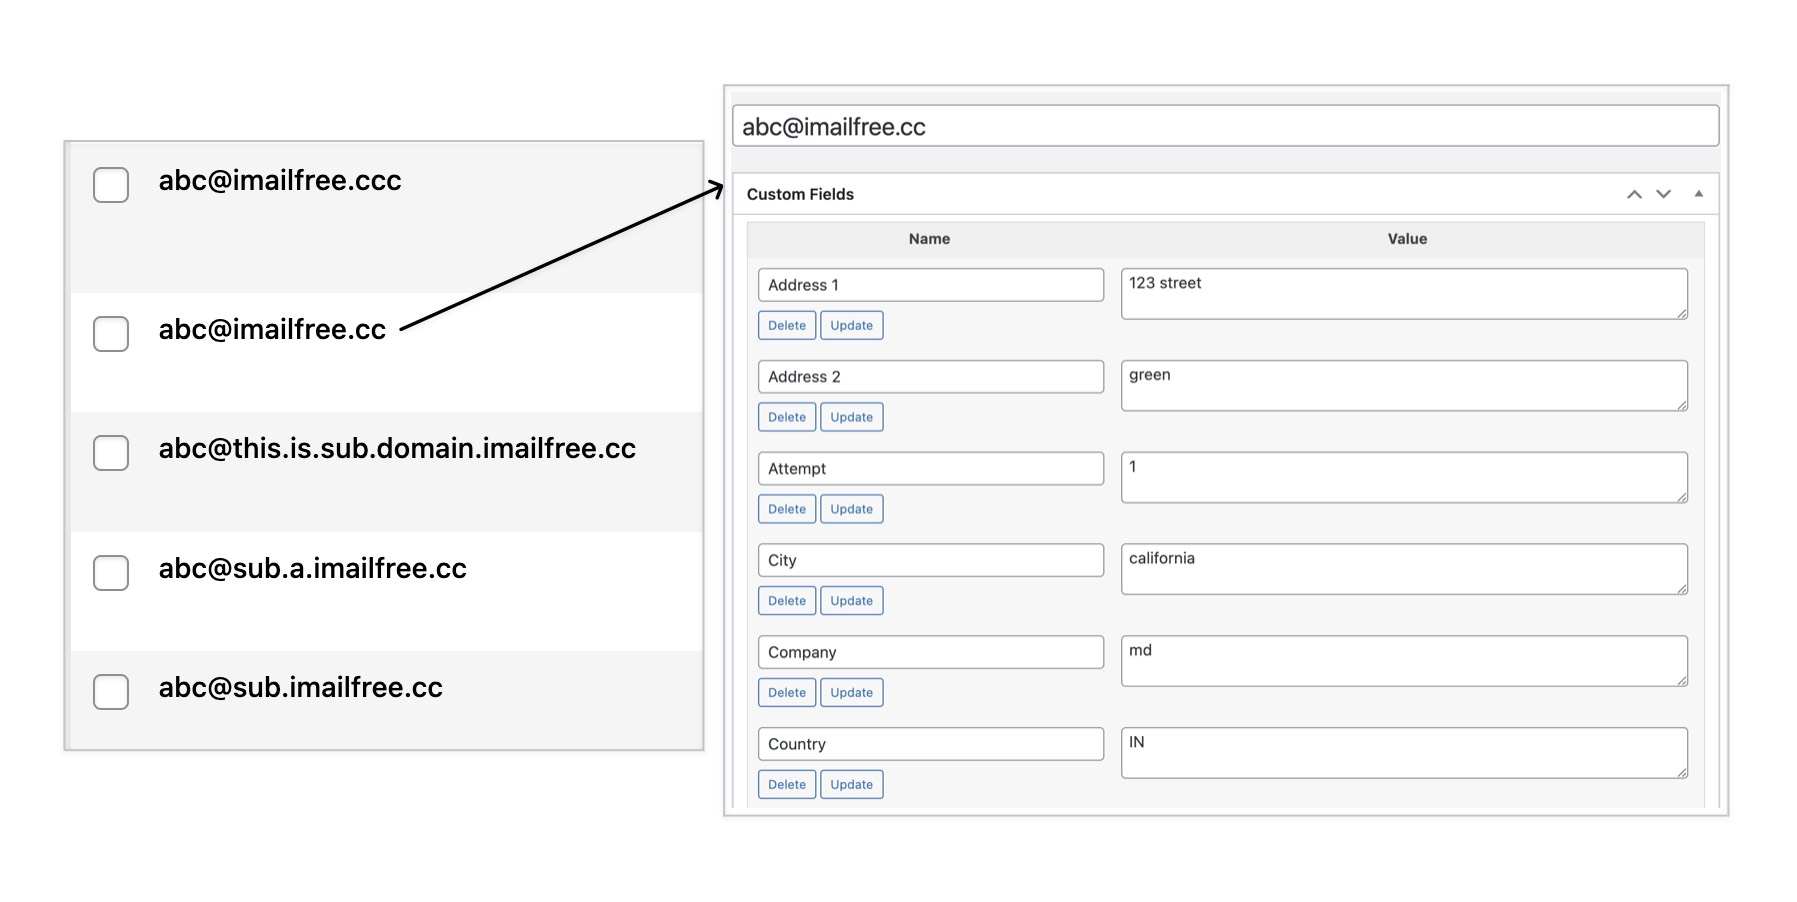 abc@imailfree.ccc
abc@imailfree.cc
abc@this.is.sub.domain.imailfree.cc
abc@sub.a.imailfree.cc
abc@sub.imailfree.cc
abc@imailfree.cc
Custom Fields
Name Value
Address 1 123 street
Delete Update
Address 2 green
Delete Update
Attempt 1
Delete Update
City california
Delete Update
Company md
Delete Update
Country IN
Delete Update